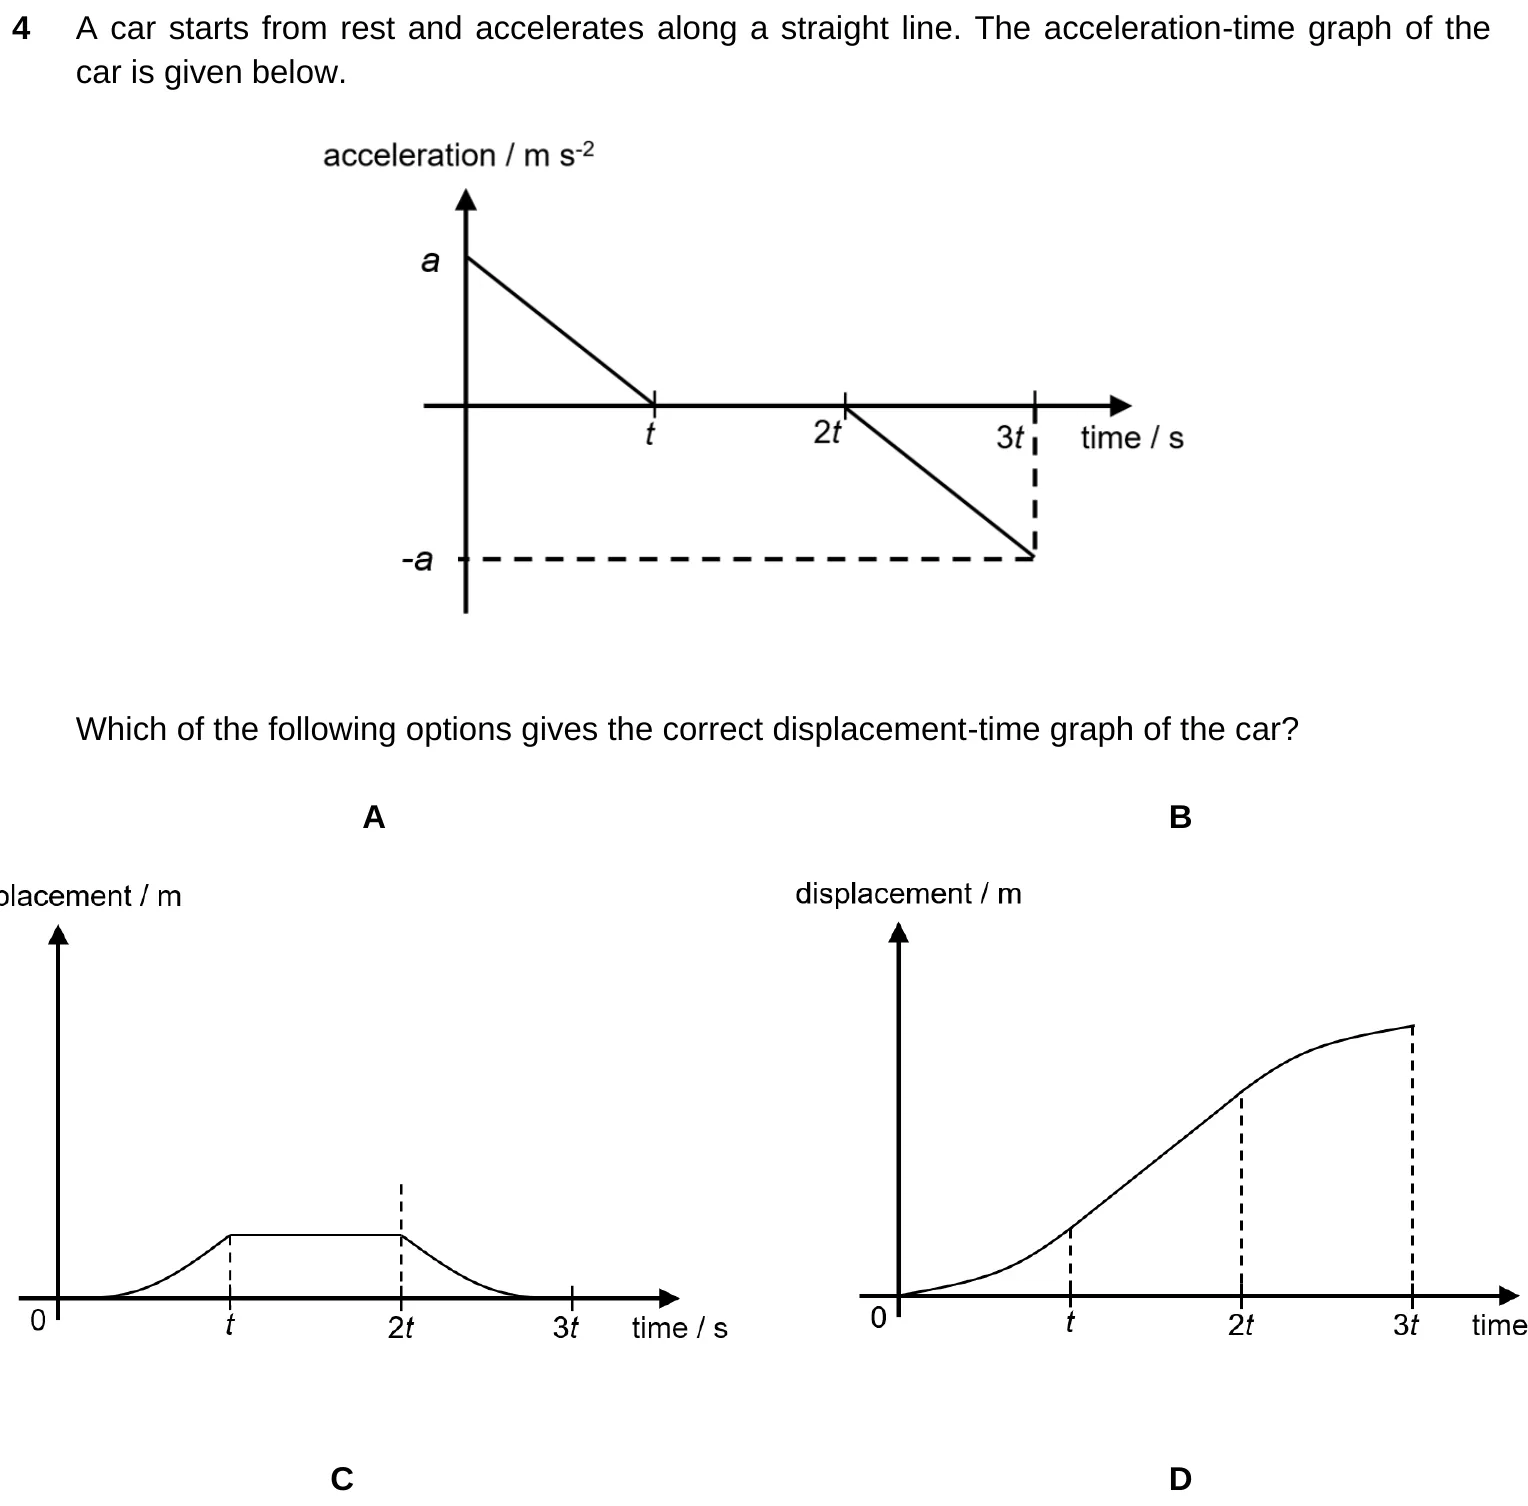 4 A car starts from rest and accelerates along a straight line. The acceleration-time graph of the
car is given below.
acceleration / m s-2
a
t
2t
3t
time / s
-a
Which of the following options gives the correct displacement-time graph of the car?
A
B
placement / m
displacement / m
0
t
2t
3t
time / s
0
t
2t
3t
time
C
D